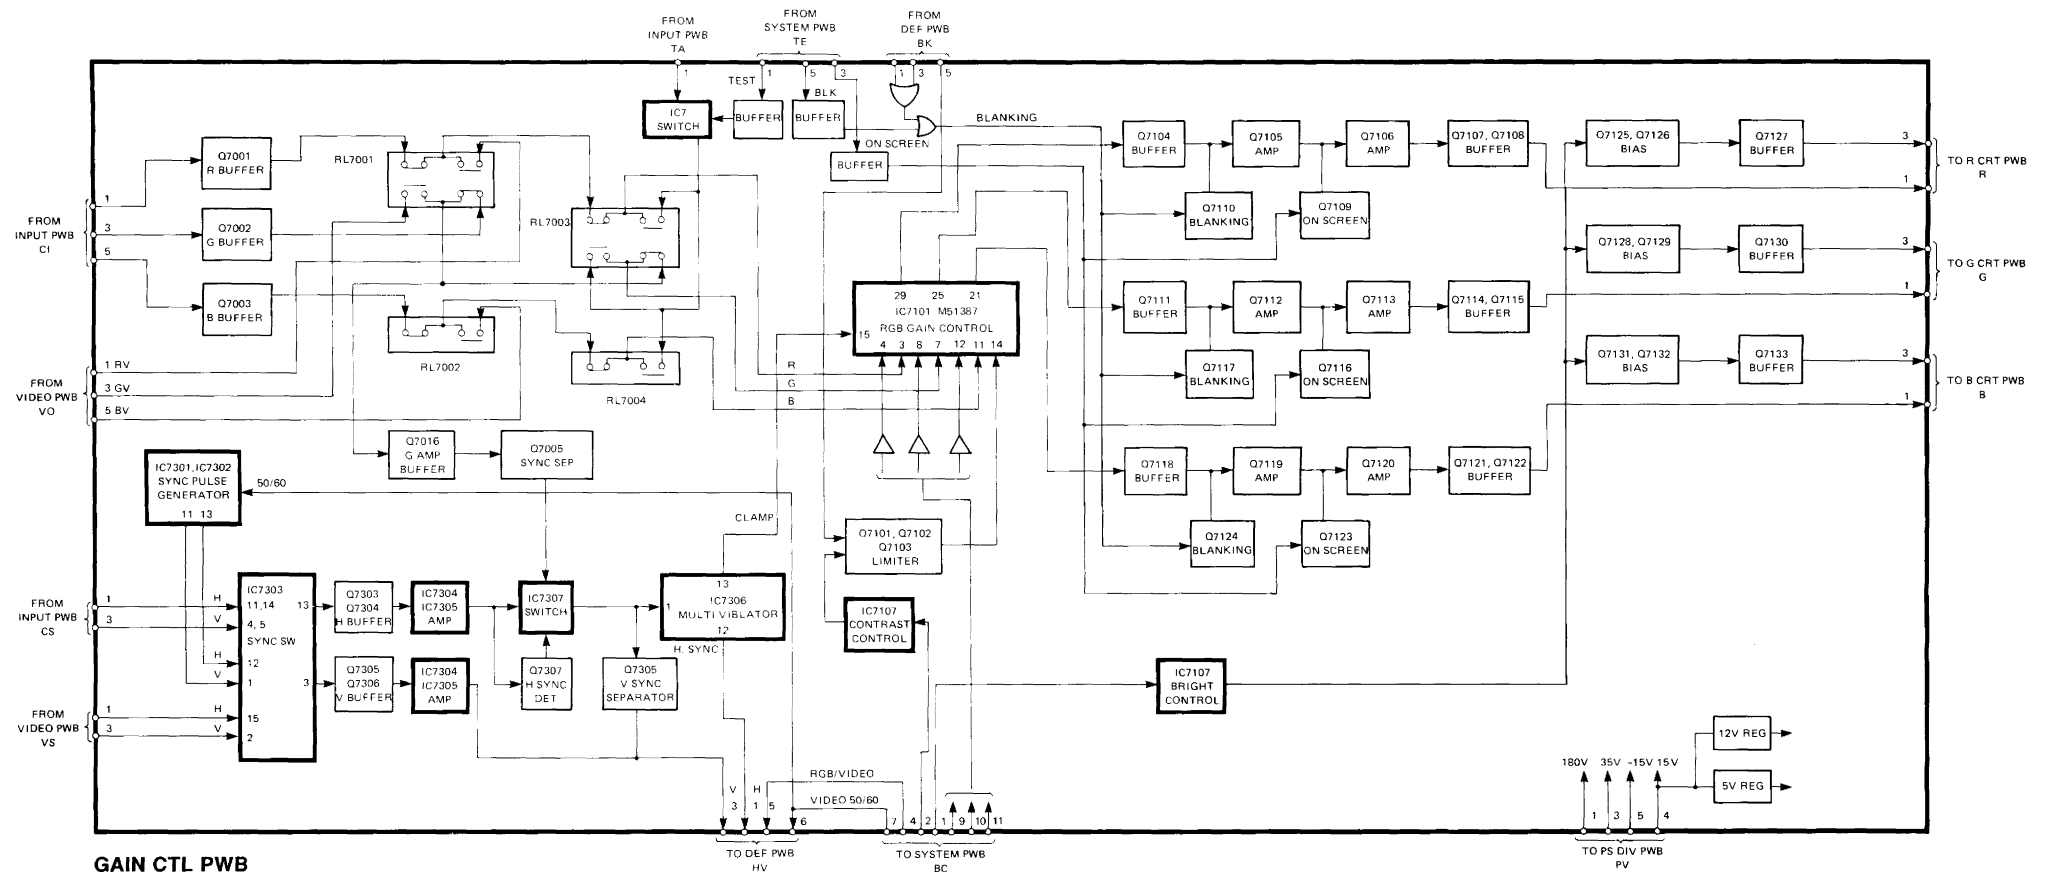 FROM
INPUT PWB
TA
FROM
SYSTEM PWB
TE
FROM
DEF PWB
BK
1
1
5
3
1
3
5
TEST
BLK
IC7
SWITCH
BUFFER
BUFFER
ON SCREEN
BUFFER
BLANKING
FROM
INPUT PWB
CI
1
3
5
Q7001
R BUFFER
Q7002
G BUFFER
Q7003
B BUFFER
RL7001
RL7002
RL7003
RL7004
FROM
VIDEO PWB
VO
1 RV
3 GV
5 BV
R
G
B
29 25 21
IC7101 M51387
RGB GAIN CONTROL
15
4 3 8 7 12 11 14
Q7104
BUFFER
Q7105
AMP
Q7106
AMP
Q7107, Q7108
BUFFER
Q7110
BLANKING
Q7109
ON SCREEN
Q7111
BUFFER
Q7112
AMP
Q7113
AMP
Q7114, Q7115
BUFFER
Q7117
BLANKING
Q7116
ON SCREEN
Q7118
BUFFER
Q7119
AMP
Q7120
AMP
Q7121, Q7122
BUFFER
Q7124
BLANKING
Q7123
ON SCREEN
Q7125, Q7126
BIAS
Q7127
BUFFER
Q7128, Q7129
BIAS
Q7130
BUFFER
Q7131, Q7132
BIAS
Q7133
BUFFER
3
1
TO R CRT PWB
R
3
1
TO G CRT PWB
G
3
1
TO B CRT PWB
B
Q7016
G AMP
BUFFER
Q7005
SYNC SEP
IC7301, IC7302
SYNC PULSE
GENERATOR
11 13
50/60
CLAMP
Q7101, Q7102
Q7103
LIMITER
IC7107
CONTRAST
CONTROL
IC7107
BRIGHT
CONTROL
FROM
INPUT PWB
CS
1
3
H
V
H
V
FROM
VIDEO PWB
VS
1
3
H
V
IC7303
11,14 13
4, 5
SYNC SW
12
1 3
15
2
Q7303
Q7304
H BUFFER
IC7304
IC7305
AMP
Q7305
Q7306
V BUFFER
IC7304
IC7305
AMP
IC7307
SWITCH
Q7307
H SYNC
DET
Q7305
V SYNC
SEPARATOR
13
1
IC7306
MULTI VIBLATOR
12
H. SYNC
RGB/VIDEO
VIDEO 50/60
V H
3 1 5 6
TO DEF PWB
HV
7 4 2 1 9 10 11
TO SYSTEM PWB
BC
180V 35V -15V 15V
1 3 5 4
12V REG
5V REG
TO PS DIV PWB
PV
GAIN CTL PWB